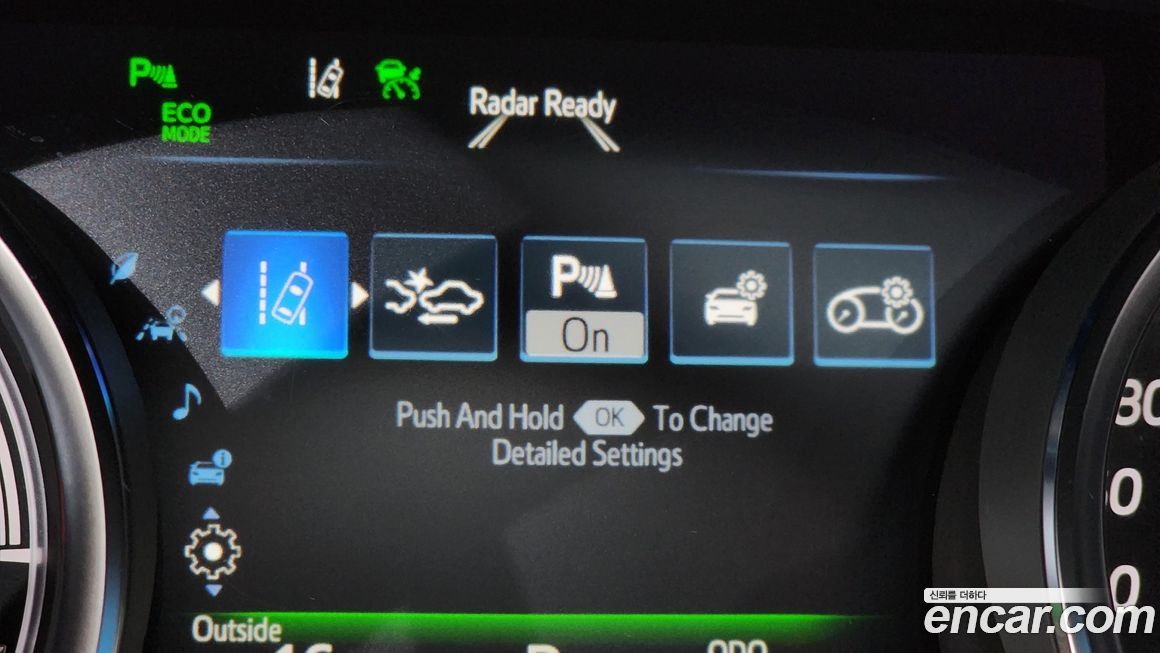 P
ECO
MODE
Radar Ready
P
On
Push And Hold OK To Change
Detailed Settings
Outside
신뢰를 더하다
encar.com